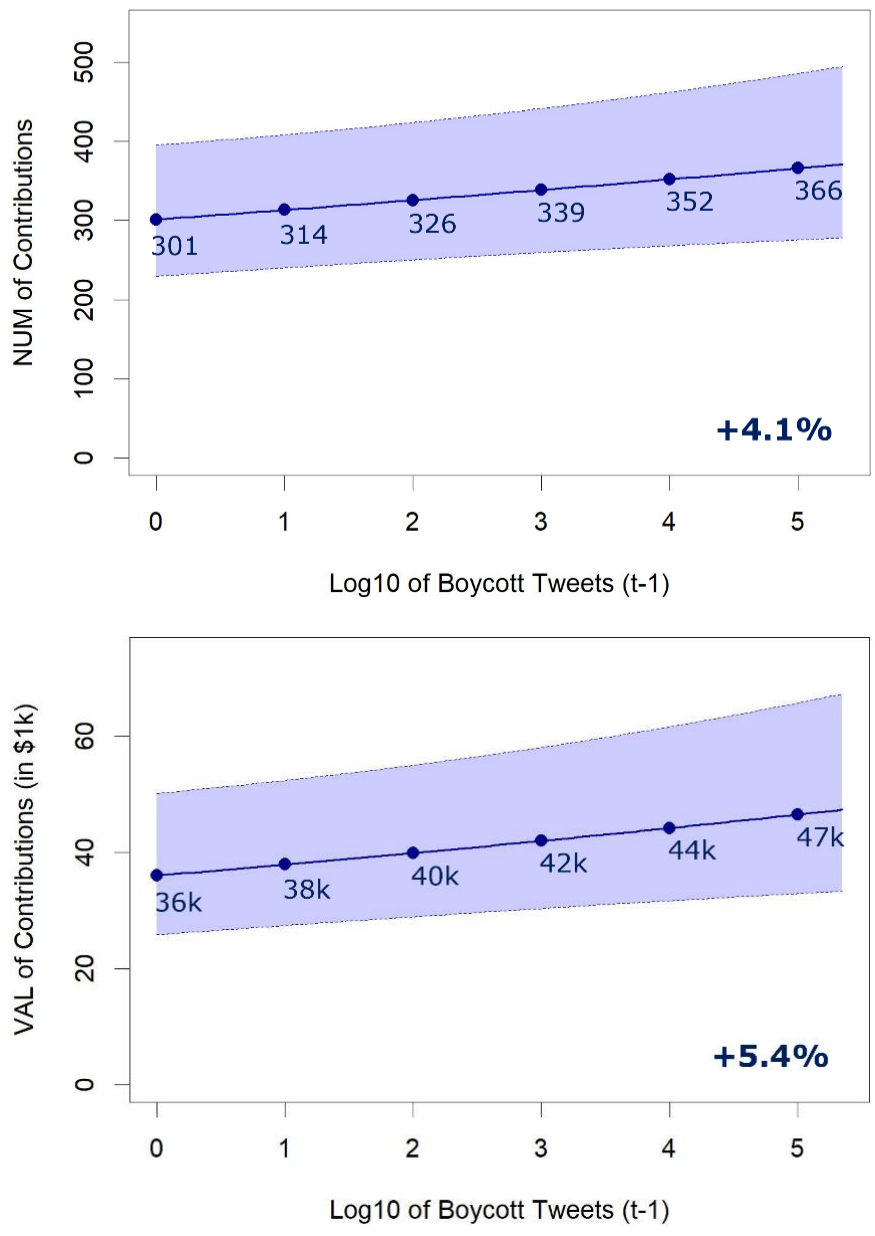 NUM of Contributions
500
400
300
200
100
0
301
314
326
339
352
366
+4.1%
0 1 2 3 4 5
Log10 of Boycott Tweets (t-1)
VAL of Contributions (in $1k)
60
40
20
0
36k
38k
40k
42k
44k
47k
+5.4%
0 1 2 3 4 5
Log10 of Boycott Tweets (t-1)